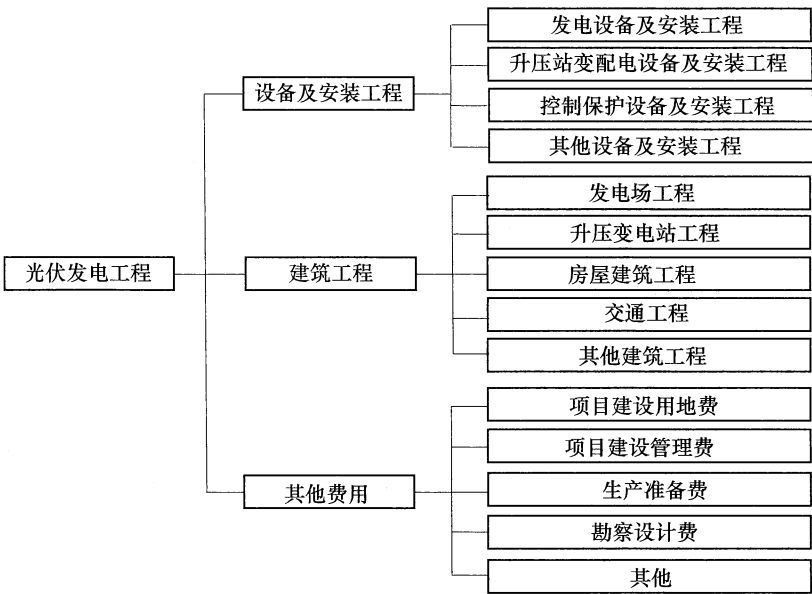 发电设备及安装工程
升压站变配电设备及安装工程
设备及安装工程
控制保护设备及安装工程
其他设备及安装工程
发电场工程
升压变电站工程
光伏发电工程
建筑工程
房屋建筑工程
交通工程
其他建筑工程
项目建设用地费
项目建设管理费
其他费用
生产准备费
勘察设计费
其他